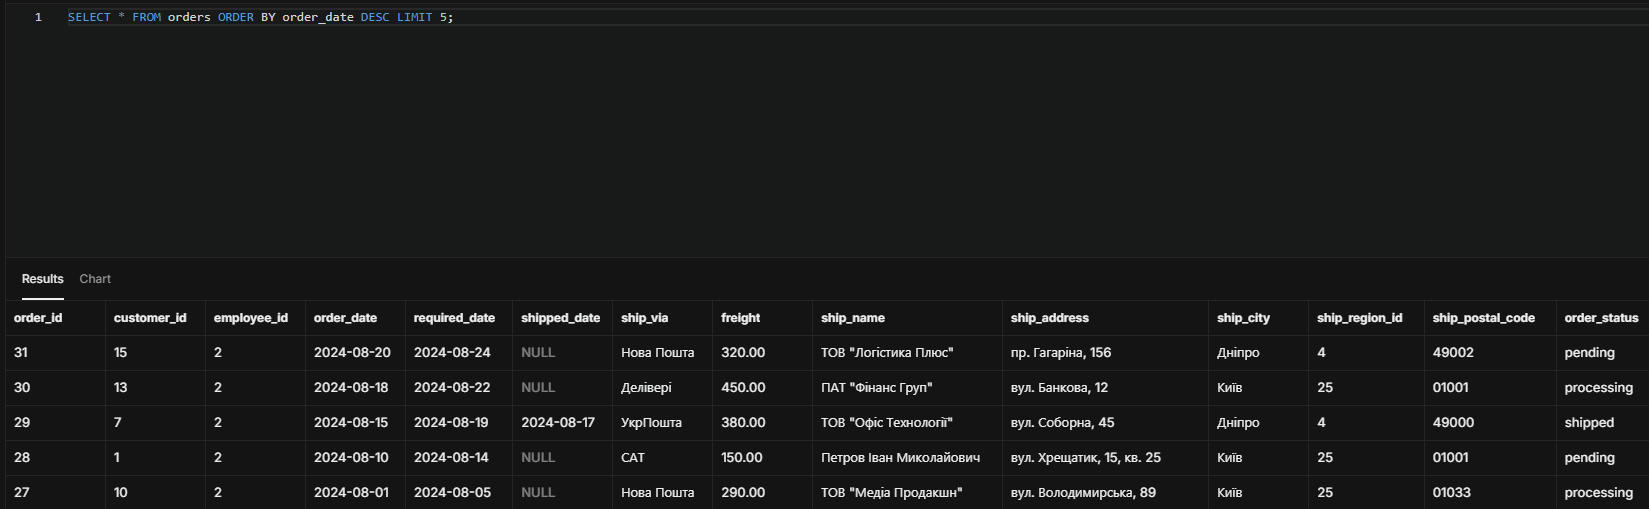 1 SELECT * FROM orders ORDER BY order_date DESC LIMIT 5;
Results Chart
order_id customer_id employee_id order_date required_date shipped_date ship_via freight ship_name ship_address ship_city ship_region_id ship_postal_code order_status
31 15 2 2024-08-20 2024-08-24 NULL Нова Пошта 320.00 ТОВ "Логістика Плюс" пр. Гагаріна, 156 Дніпро 4 49002 pending
30 13 2 2024-08-18 2024-08-22 NULL Делівері 450.00 ПАТ "Фінанс Груп" вул. Банкова, 12 Київ 25 01001 processing
29 7 2 2024-08-15 2024-08-19 2024-08-17 УкрПошта 380.00 ТОВ "Офіс Технології" вул. Соборна, 45 Дніпро 4 49000 shipped
28 1 2 2024-08-10 2024-08-14 NULL САТ 150.00 Петров Іван Миколайович вул. Хрещатик, 15, кв. 25 Київ 25 01001 pending
27 10 2 2024-08-01 2024-08-05 NULL Нова Пошта 290.00 ТОВ "Медіа Продакшн" вул. Володимирська, 89 Київ 25 01033 processing